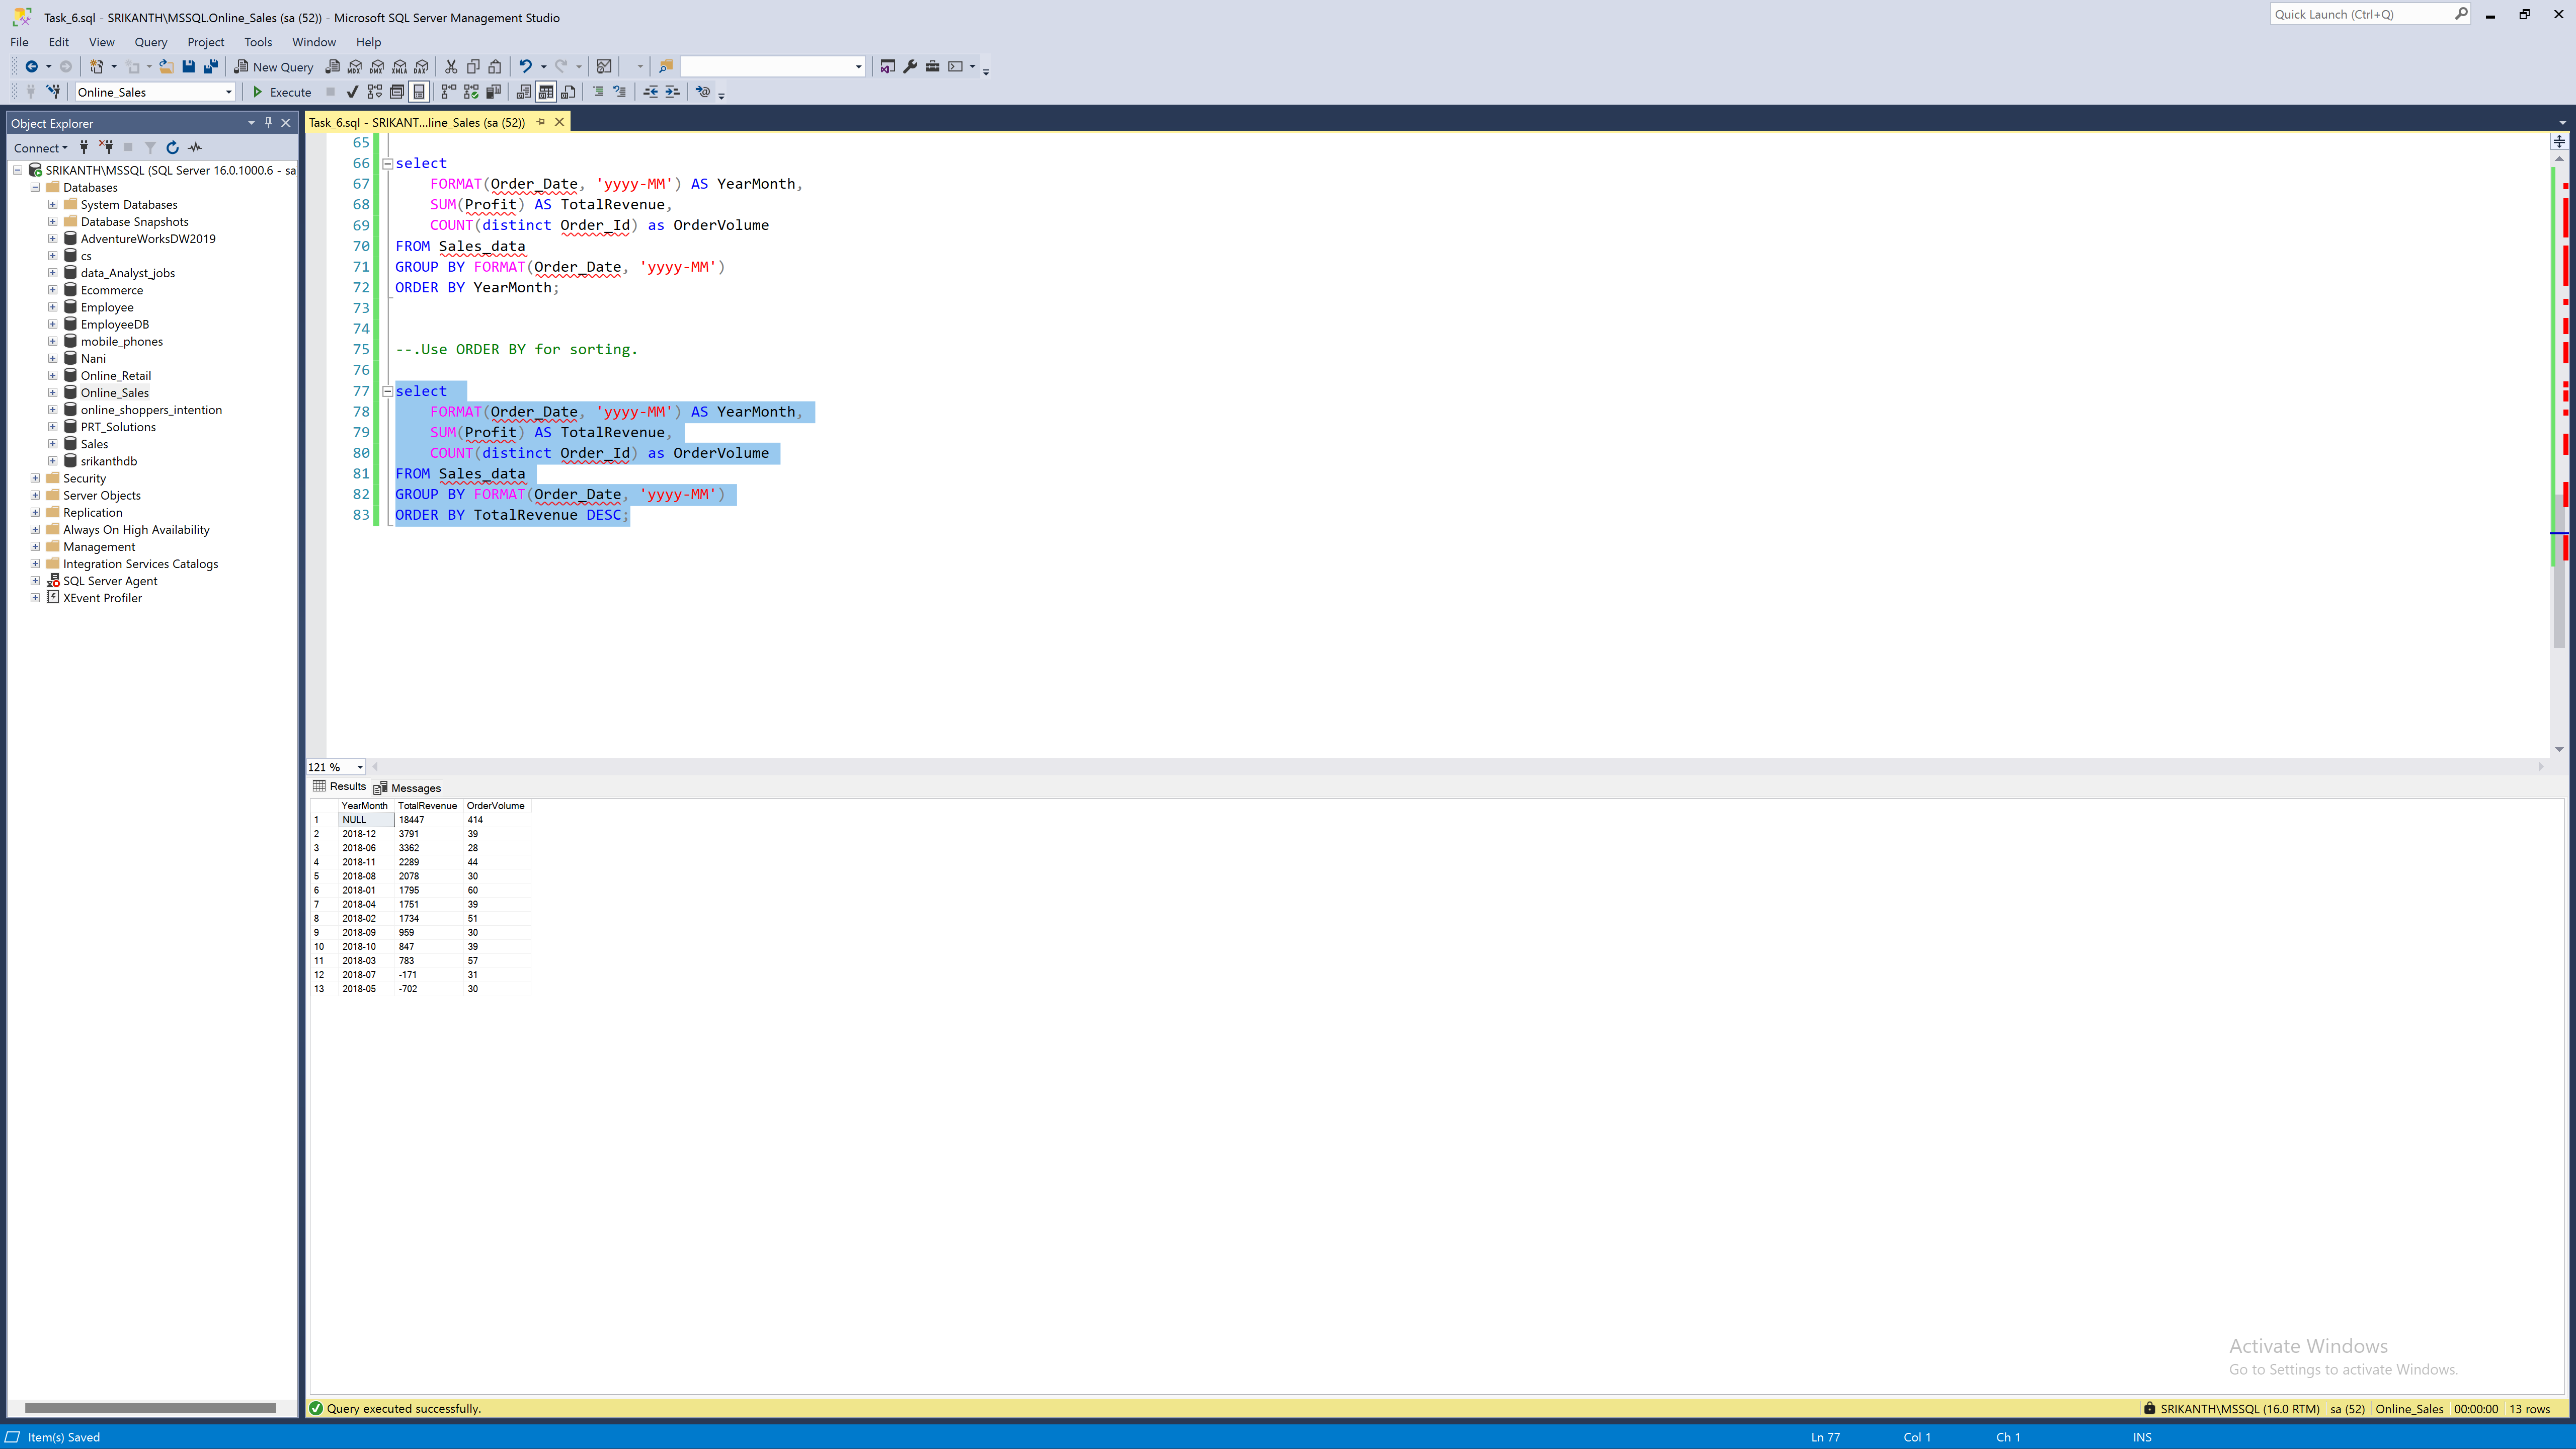 Task_6.sql - SRIKANTH\MSSQL.Online_Sales (sa (52)) - Microsoft SQL Server Management Studio
Quick Launch (Ctrl+Q)
File Edit View Query Project Tools Window Help
New Query
MDX DMX XMLA DAX
Online_Sales
Execute
Object Explorer
Connect
SRIKANTH\MSSQL (SQL Server 16.0.1000.6 - sa
Databases
System Databases
Database Snapshots
AdventureWorksDW2019
cs
data_Analyst_jobs
Ecommerce
Employee
EmployeeDB
mobile_phones
Nani
Online_Retail
Online_Sales
online_shoppers_intention
PRT_Solutions
Sales
srikanthdb
Security
Server Objects
Replication
Always On High Availability
Management
Integration Services Catalogs
SQL Server Agent
XEvent Profiler
Task_6.sql - SRIKANT...line_Sales (sa (52))
65
66 select
67 FORMAT(Order_Date, 'yyyy-MM') AS YearMonth,
68 SUM(Profit) AS TotalRevenue,
69 COUNT(distinct Order_Id) as OrderVolume
70 FROM Sales_data
71 GROUP BY FORMAT(Order_Date, 'yyyy-MM')
72 ORDER BY YearMonth;
73
74
75 --.Use ORDER BY for sorting.
76
77 select
78 FORMAT(Order_Date, 'yyyy-MM') AS YearMonth,
79 SUM(Profit) AS TotalRevenue,
80 COUNT(distinct Order_Id) as OrderVolume
81 FROM Sales_data
82 GROUP BY FORMAT(Order_Date, 'yyyy-MM')
83 ORDER BY TotalRevenue DESC;
121 %
Results Messages
YearMonth TotalRevenue OrderVolume
1 NULL 18447 414
2 2018-12 3791 39
3 2018-06 3362 28
4 2018-11 2289 44
5 2018-08 2078 30
6 2018-01 1795 60
7 2018-04 1751 39
8 2018-02 1734 51
9 2018-09 959 30
10 2018-10 847 39
11 2018-03 783 57
12 2018-07 -171 31
13 2018-05 -702 30
Activate Windows
Go to Settings to activate Windows.
Query executed successfully.
SRIKANTH\MSSQL (16.0 RTM) sa (52) Online_Sales 00:00:00 13 rows
Item(s) Saved
Ln 77 Col 1 Ch 1 INS